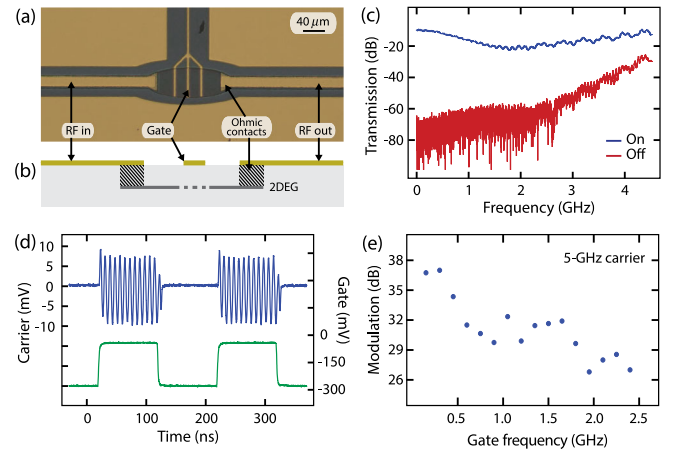 (a)
40 μm
RF in
Gate
Ohmic
contacts
RF out
(b)
2DEG
(c)
Transmission (dB)
-20
-40
-60
-80
0
1
2
3
4
On
Off
Frequency (GHz)
(d)
Carrier (mV)
10
5
0
-5
-10
Gate (mV)
0
-150
-300
0
100
200
300
Time (ns)
(e)
5-GHz carrier
Modulation (dB)
38
35
32
29
26
0.5
1.0
1.5
2.0
2.5
Gate frequency (GHz)